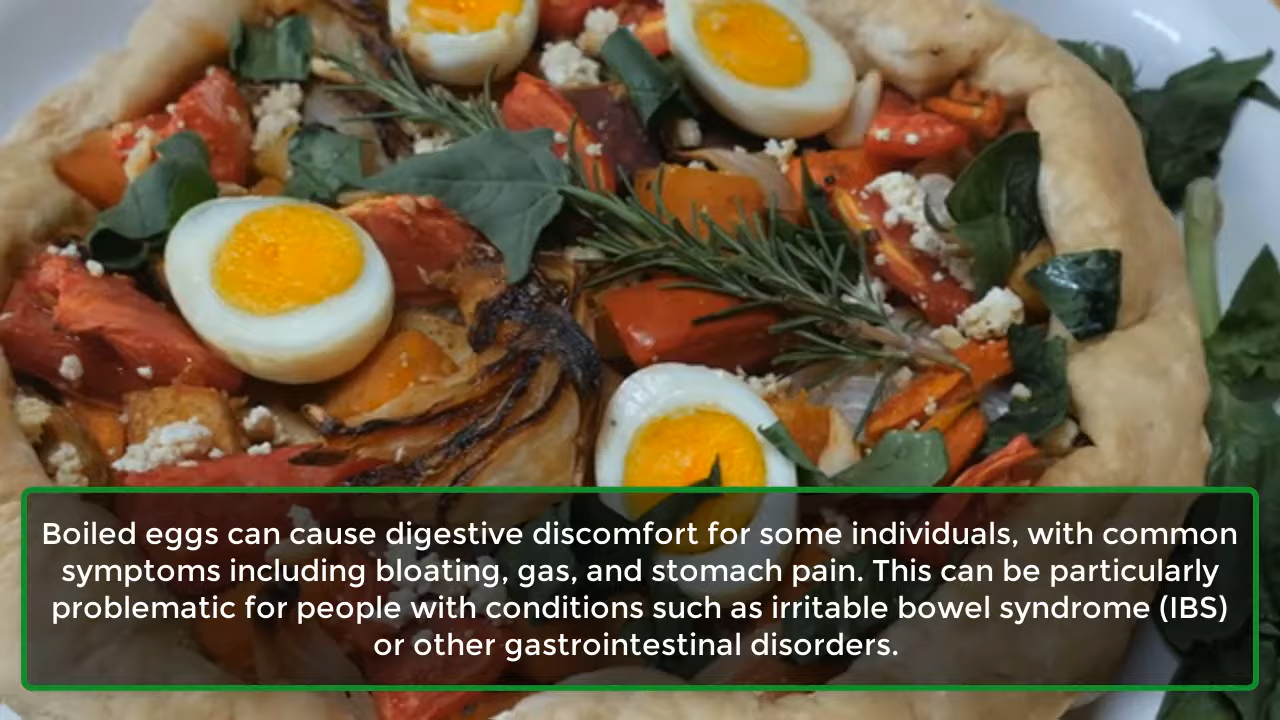 Boiled eggs can cause digestive discomfort for some individuals, with common
symptoms including bloating, gas, and stomach pain. This can be particularly
problematic for people with conditions such as irritable bowel syndrome (IBS)
or other gastrointestinal disorders.